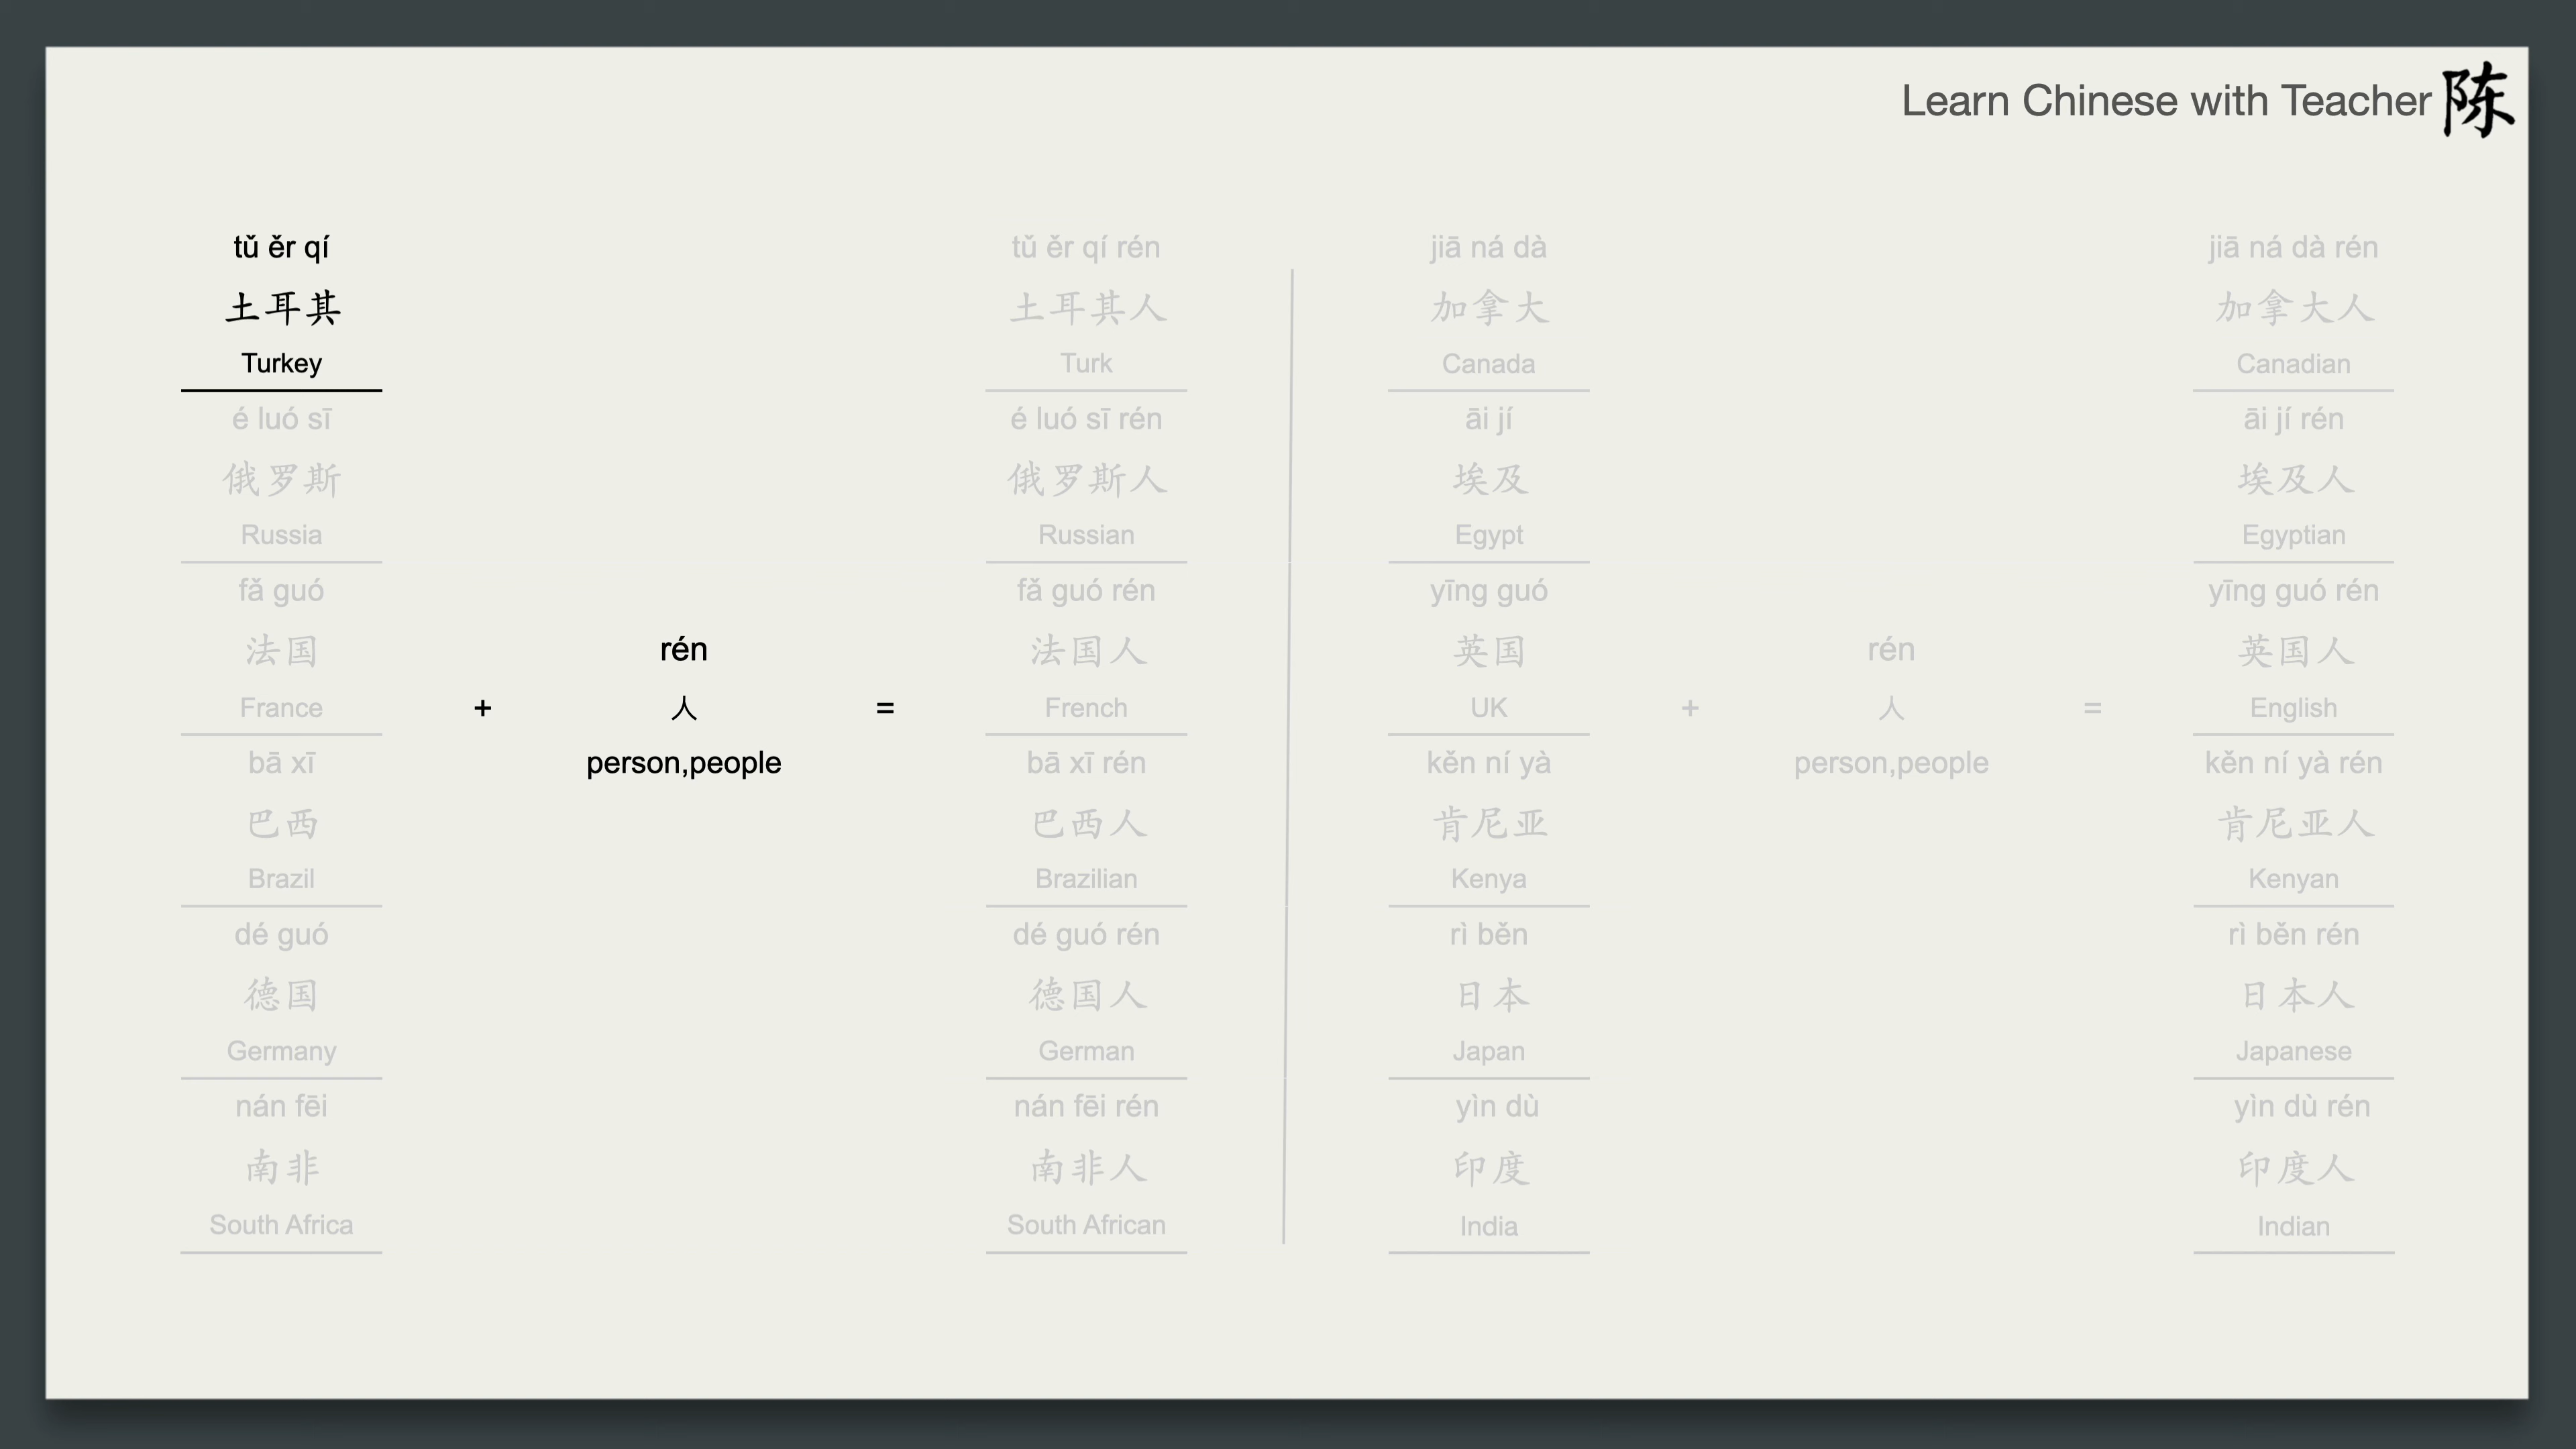 Learn Chinese with Teacher 陈
tǔ ěr qí
土耳其
Turkey
é luó sī
俄罗斯
Russia
fǎ guó
法国
France
bā xī
巴西
Brazil
dé guó
德国
Germany
nán fēi
南非
South Africa
+
rén
人
person,people
=
tǔ ěr qí rén
土耳其人
Turk
é luó sī rén
俄罗斯人
Russian
fǎ guó rén
法国人
French
bā xī rén
巴西人
Brazilian
dé guó rén
德国人
German
nán fēi rén
南非人
South African
jiā ná dà
加拿大
Canada
āi jí
埃及
Egypt
yīng guó
英国
UK
kěn ní yà
肯尼亚
Kenya
rì běn
日本
Japan
yìn dù
印度
India
+
rén
人
person,people
=
jiā ná dà rén
加拿大人
Canadian
āi jí rén
埃及人
Egyptian
yīng guó rén
英国人
English
kěn ní yà rén
肯尼亚人
Kenyan
rì běn rén
日本人
Japanese
yìn dù rén
印度人
Indian